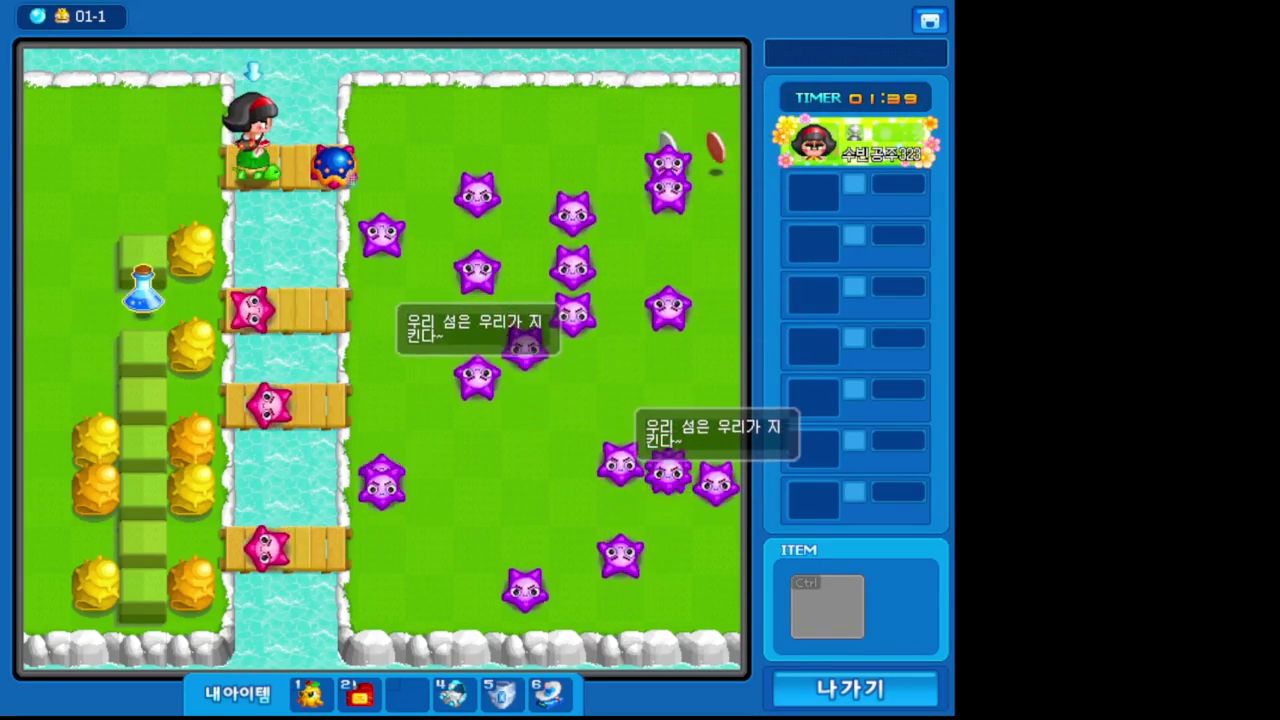 01-1
TIMER 01:39
수빈공주323
우리 섬은 우리가 지
킨다~
우리 섬은 우리가 지
킨다~
ITEM
Ctrl
내아이템
1
2
4
5
6
나가기